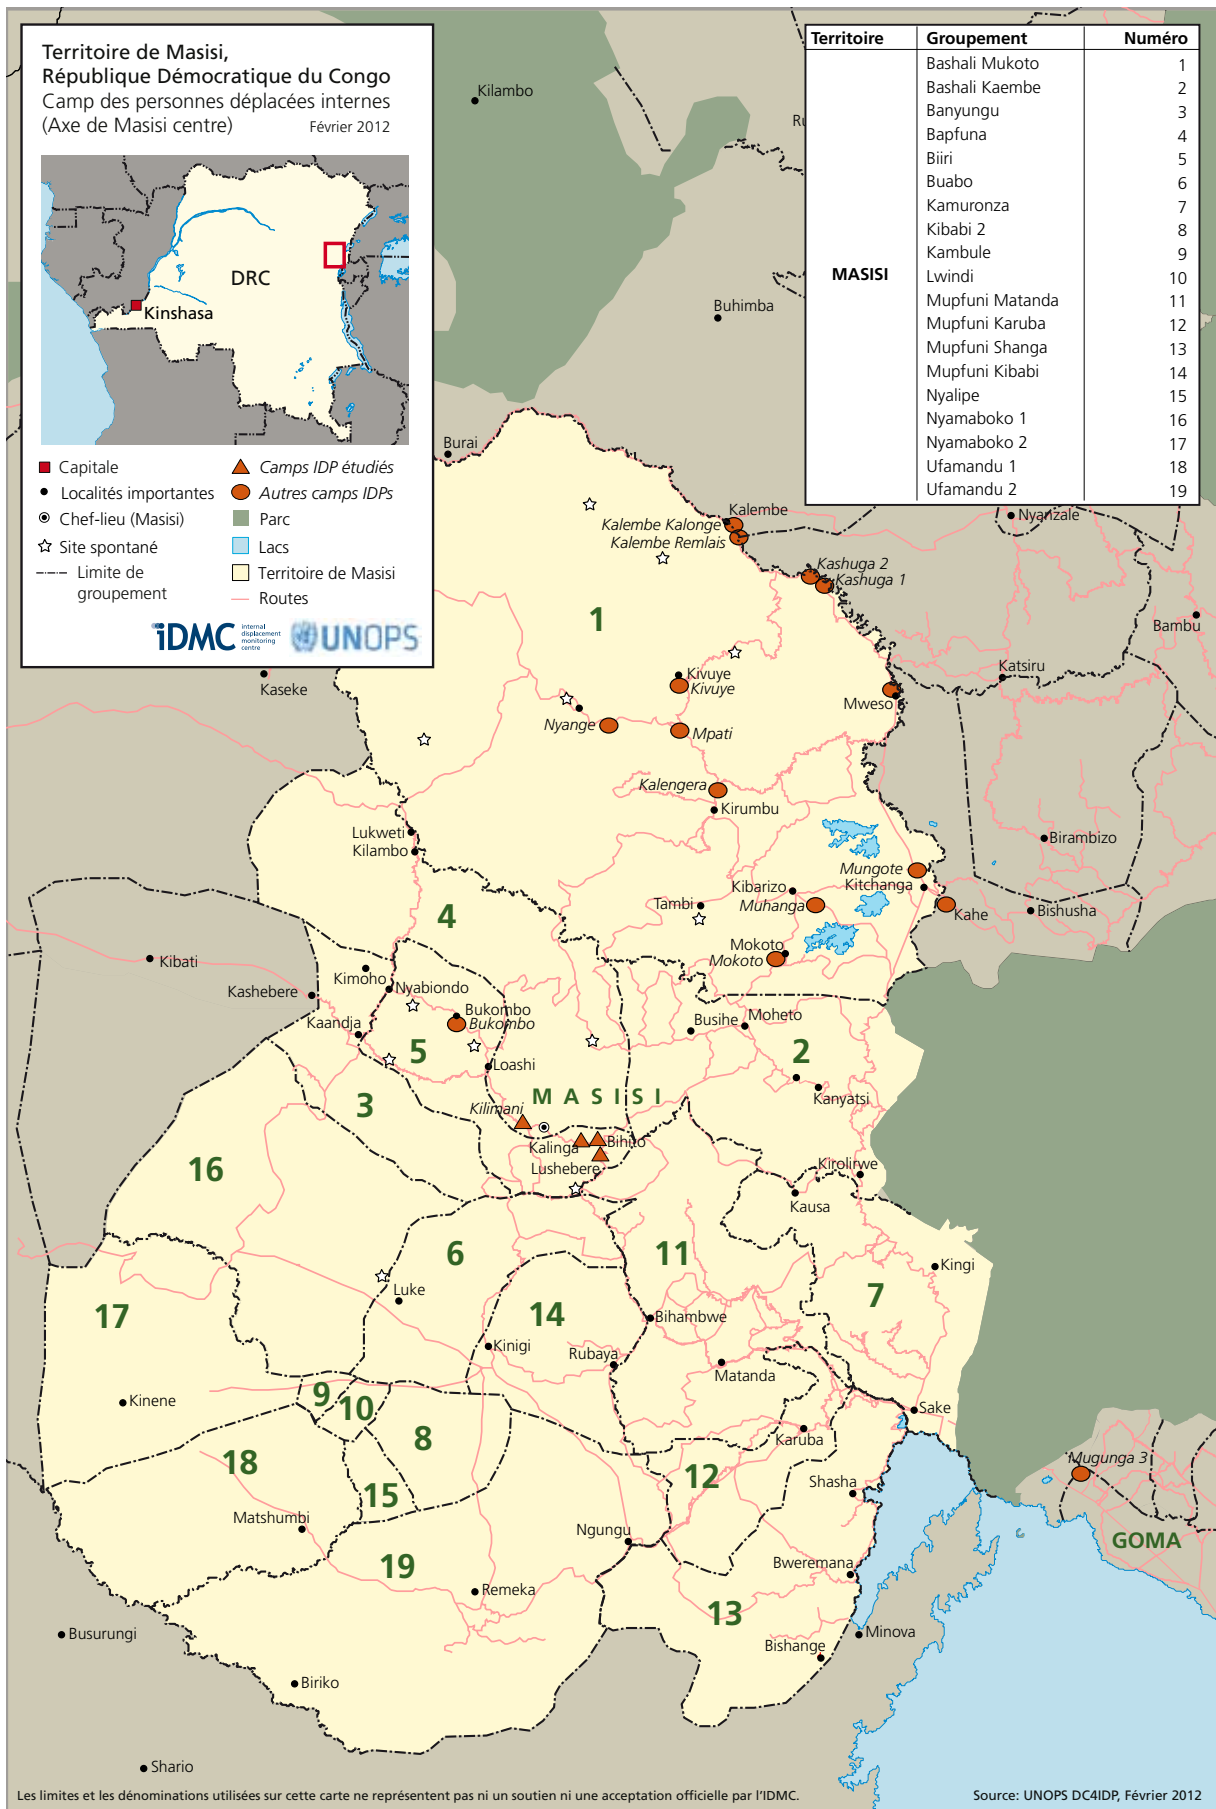 Territoire de Masisi,
République Démocratique du Congo
Camp des personnes déplacées internes
(Axe de Masisi centre) Février 2012
DRC
Kinshasa
Capitale
Localités importantes
Chef-lieu (Masisi)
Site spontané
Limite de
groupement
Camps IDP étudiés
Autres camps IDPs
Parc
Lacs
Territoire de Masisi
Routes
iDMC
internal
displacement
monitoring
centre
UNOPS
Territoire Groupement Numéro
MASISI
Bashali Mukoto 1
Bashali Kaembe 2
Banyungu 3
Bapfuna 4
Biiri 5
Buabo 6
Kamuronza 7
Kibabi 2 8
Kambule 9
Lwindi 10
Mupfuni Matanda 11
Mupfuni Karuba 12
Mupfuni Shanga 13
Mupfuni Kibabi 14
Nyalipe 15
Nyamaboko 1 16
Nyamaboko 2 17
Ufamandu 1 18
Ufamandu 2 19
Kilambo
Buhimba
Burai
Kalembe
Kalembe Kalonge
Kalembe Remlais
Nyanzale
Kashuga 2
Kashuga 1
1
Bambu
Katsiru
Kaseke
Kivuye
Kivuye
Mweso
Nyange
Mpati
Kalengera
Kirumbu
Lukweti
Kilambo
Birambizo
Mungote
Kitchanga
Kibarizo
Tambi
Muhanga
Kahe
Bishusha
4
Mokoto
Mokoto
Kibati
Kimoho
Nyabiondo
Kashebere
Bukombo
Bukombo
Kaandja
Busihe
Moheto
5
2
Loashi
Kanyatsi
MASISI
3
Kilimani
Kalinga
Bihito
Lushebere
16
Kirolirwe
Kausa
6
11
Kingi
Luke
7
17
14
Bihambwe
Kinigi
Rubaya
Matanda
9
10
Kinene
Sake
8
Karuba
18
12
Mugunga 3
15
Shasha
Matshumbi
Ngungu
GOMA
19
Bweremana
Remeka
13
Busurungi
Minova
Bishange
Biriko
Shario
Les limites et les dénominations utilisées sur cette carte ne représentent pas ni un soutien ni une acceptation officielle par l'IDMC.
Source: UNOPS DC4IDP, Février 2012